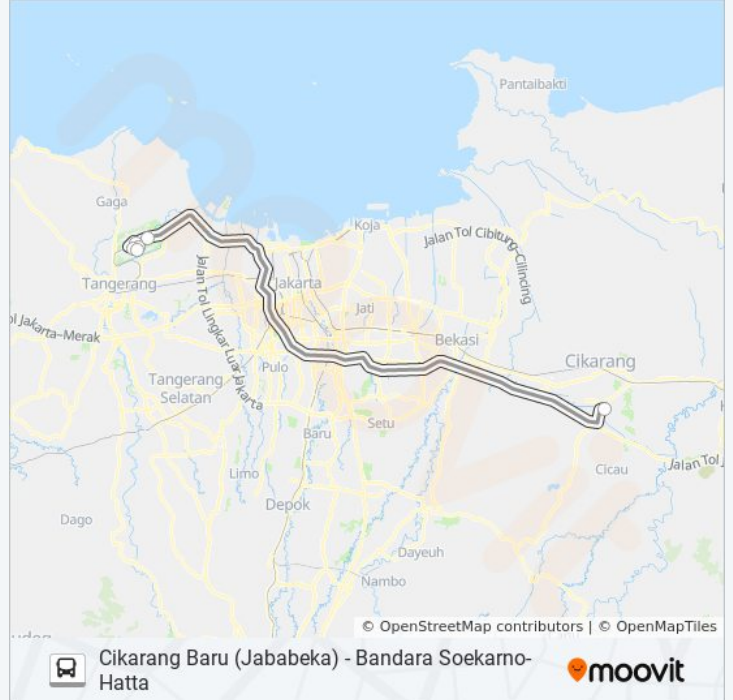 Pantaibakti
Gaga
Koja
Jalan Tol Cibitung-Cilincing
Tangerang
Jakarta
Jalan Tol Lingkar Luar Jakarta
Jati
ol Jakarta-Merak
Bekasi
Cikarang
Pulo
Tangerang
Selatan
Setu
Baru
Limo
Cicau
Jalan Tol J
Depok
Dago
Dayeuh
Nambo
© OpenStreetMap contributors | © OpenMapTiles
Cikarang Baru (Jababeka) - Bandara Soekarno-
Hatta
moovit